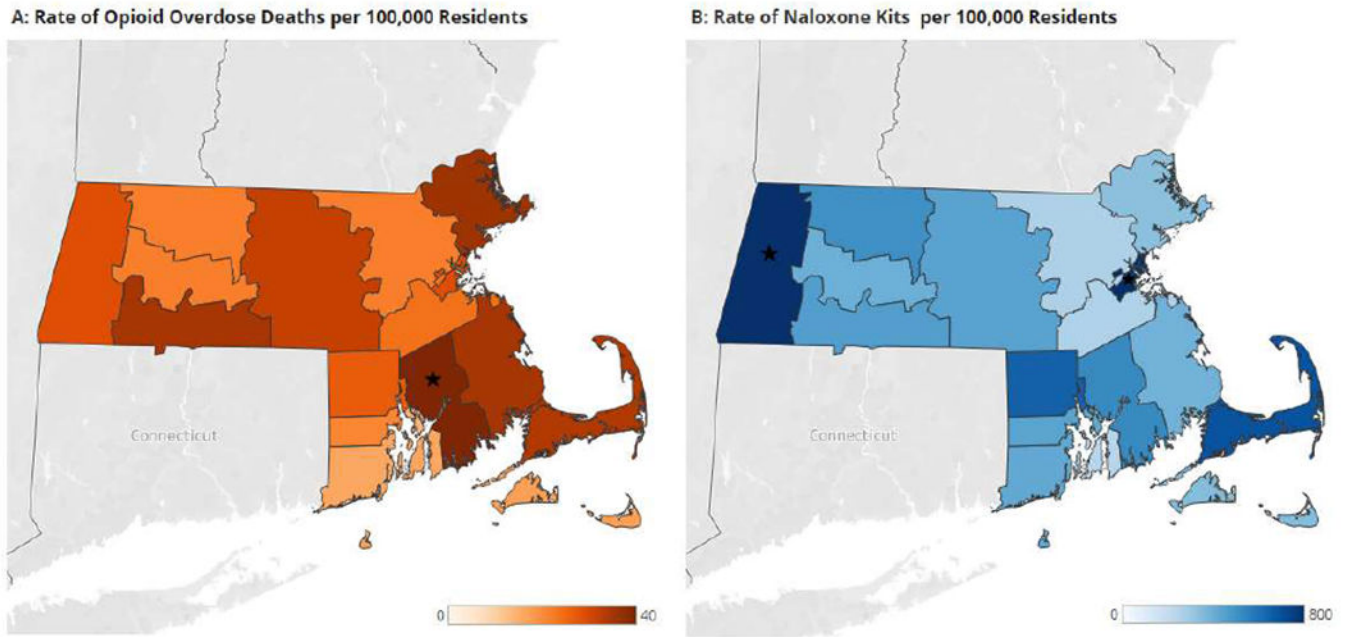 A: Rate of Opioid Overdose Deaths per 100,000 Residents
Connecticut
0 40
B: Rate of Naloxone Kits per 100,000 Residents
Connecticut
0 800